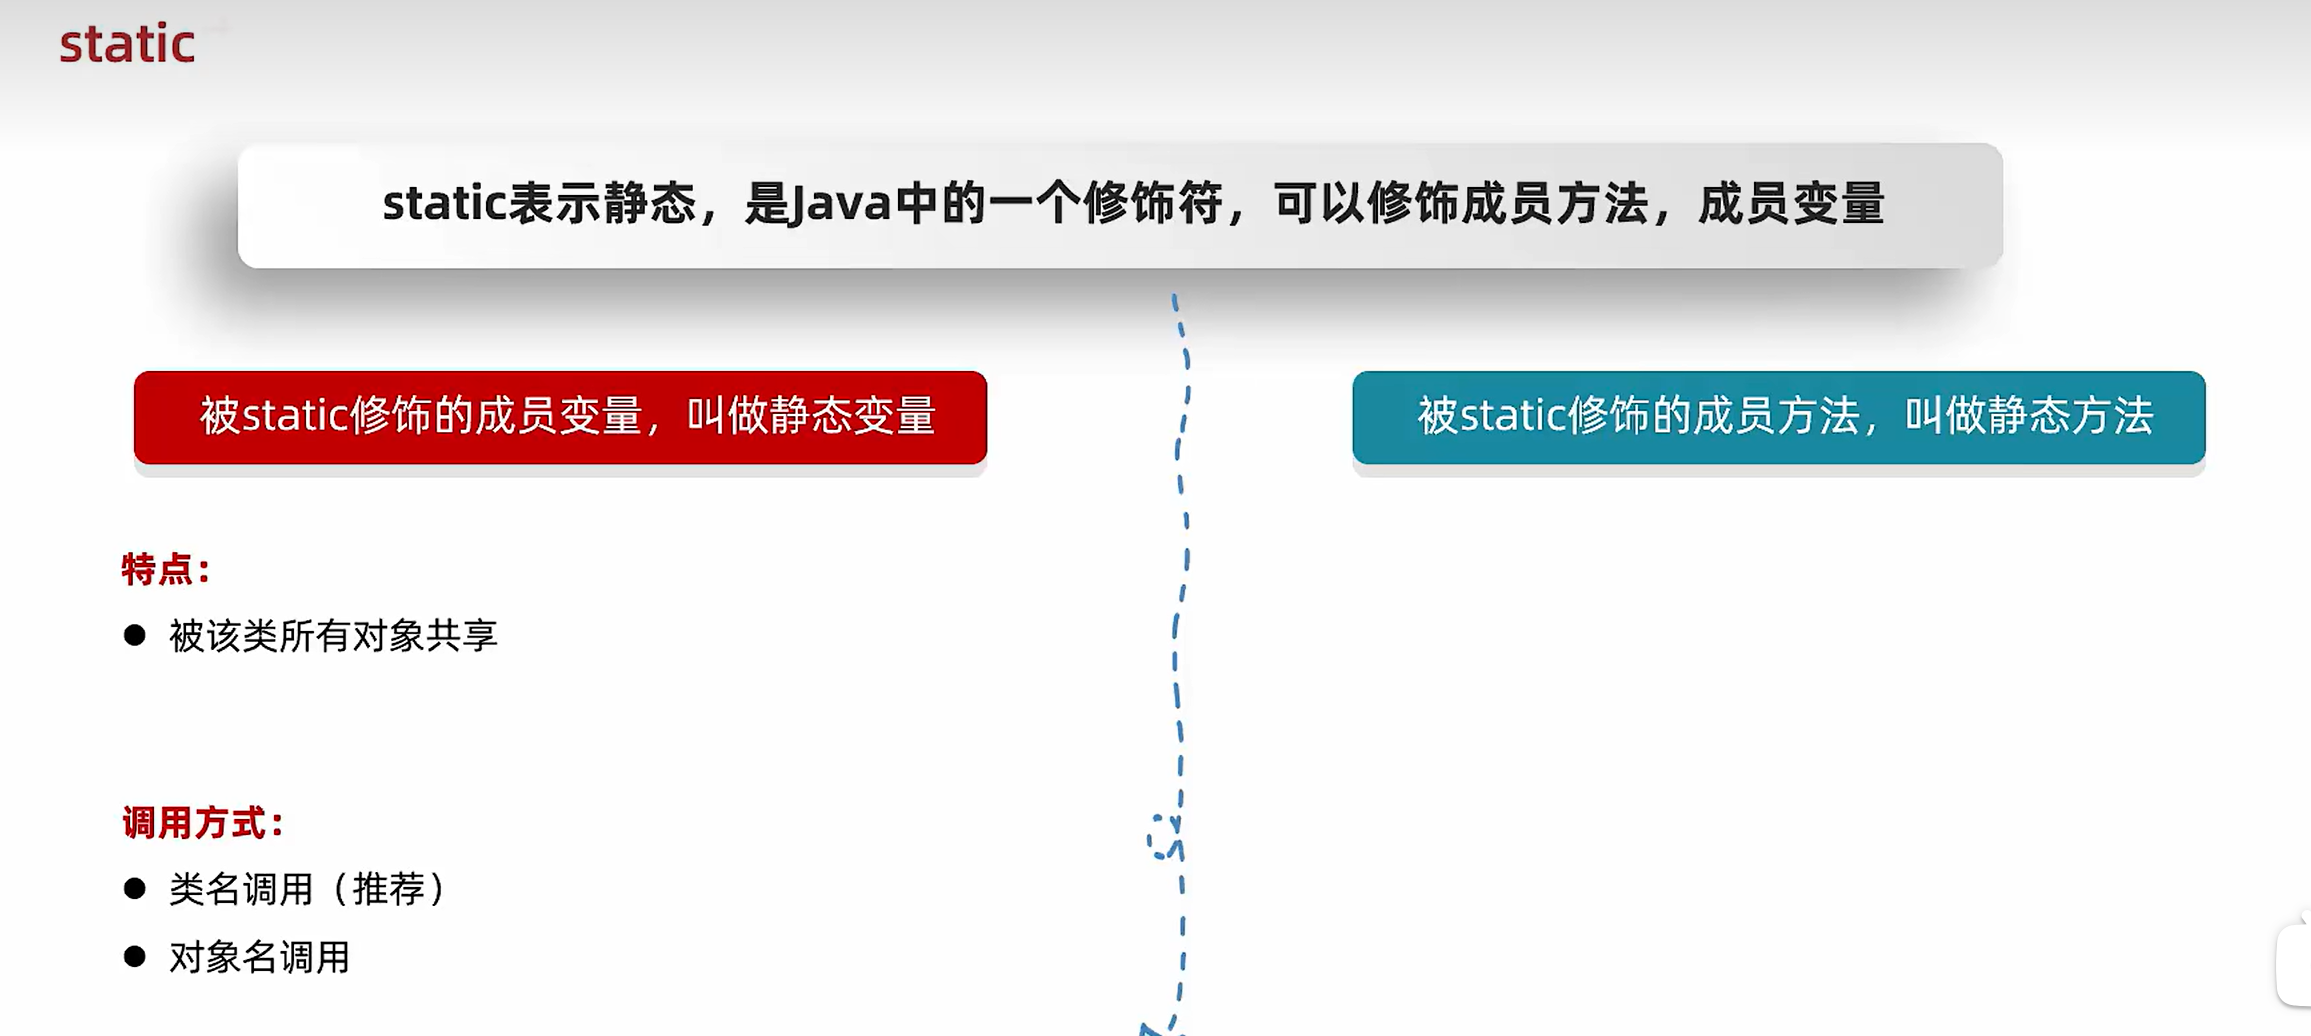 static
static表示静态，是Java中的一个修饰符，可以修饰成员方法，成员变量
被static修饰的成员变量，叫做静态变量
被static修饰的成员方法，叫做静态方法
特点：
● 被该类所有对象共享
调用方式：
● 类名调用（推荐）
● 对象名调用